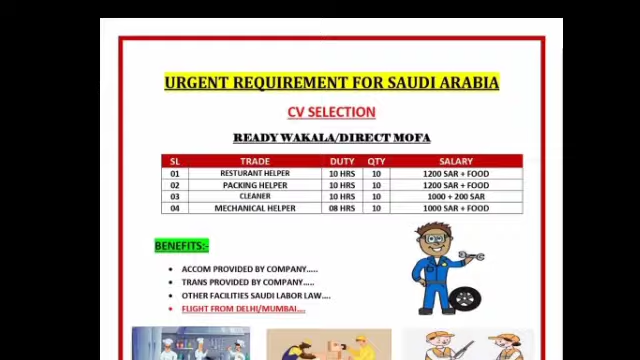 URGENT REQUIREMENT FOR SAUDI ARABIA
CV SELECTION
READY WAKALA/DIRECT MOFA
SL TRADE DUTY QTY SALARY
01 RESTURANT HELPER 10 HRS 10 1200 SAR + FOOD
02 PACKING HELPER 10 HRS 10 1200 SAR + FOOD
03 CLEANER 10 HRS 10 1000 + 200 SAR
04 MECHANICAL HELPER 08 HRS 10 1000 SAR + FOOD
BENEFITS:-
• ACCOM PROVIDED BY COMPANY.....
• TRANS PROVIDED BY COMPANY.....
• OTHER FACILITIES SAUDI LABOR LAW....
• FLIGHT FROM DELHI/MUMBAI....